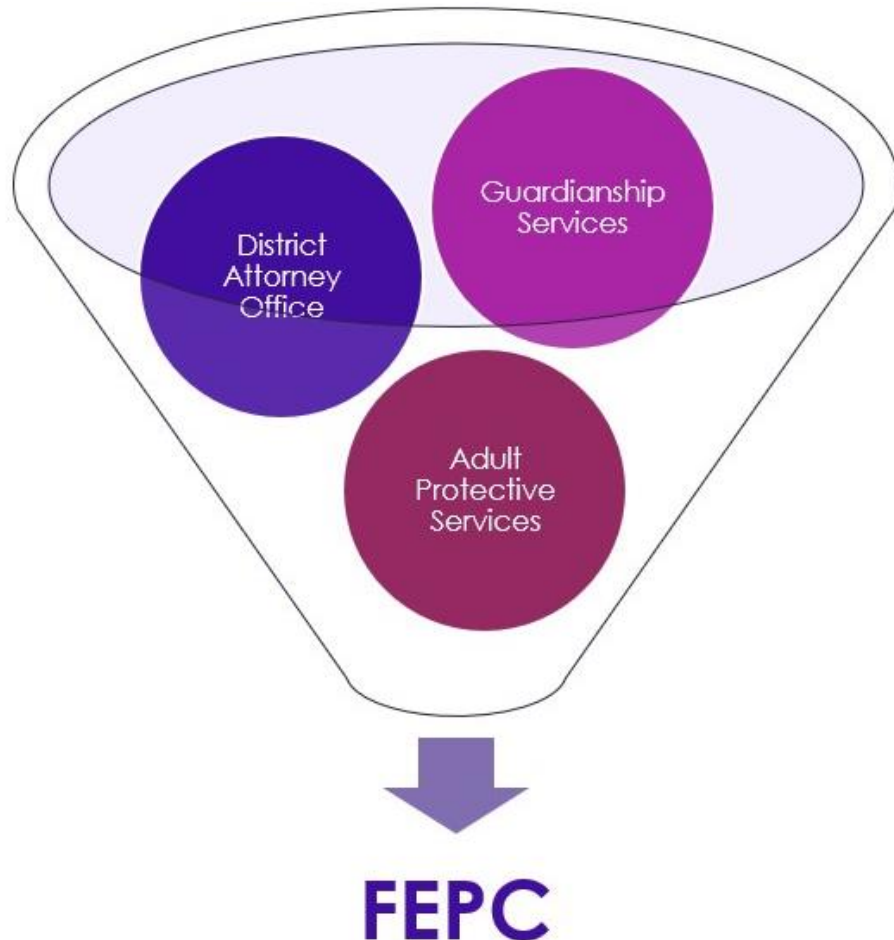 Guardianship
Services
District
Attorney
Office
Adult
Protective
Services
FEPC